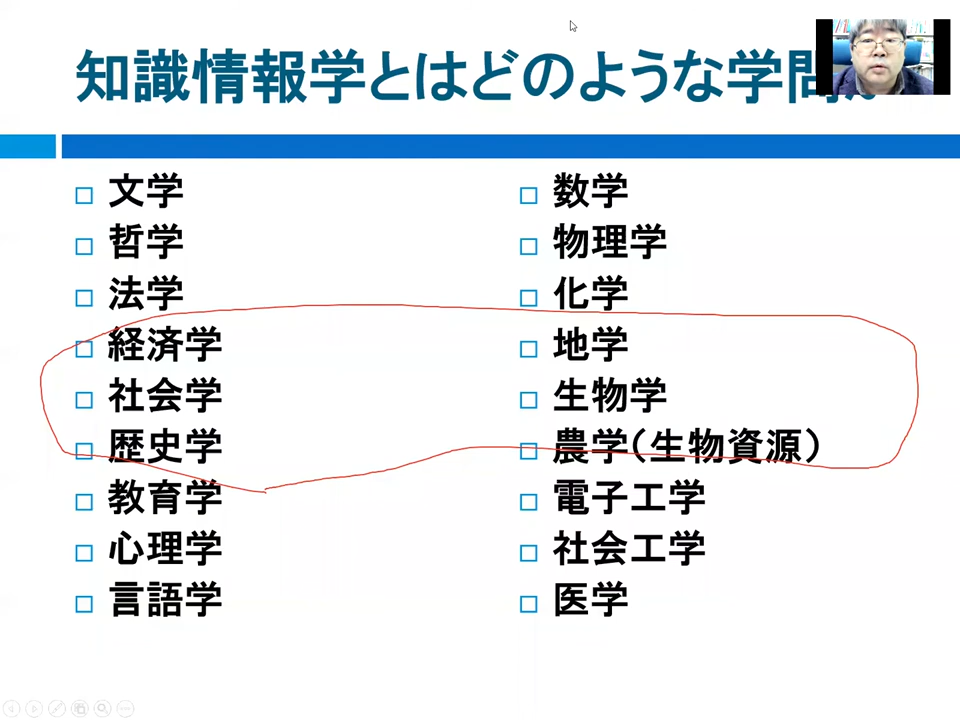 知識情報学とはどのような学問か
文学
哲学
法学
経済学
社会学
歴史学
教育学
心理学
言語学
数学
物理学
化学
地学
生物学
農学（生物資源）
電子工学
社会工学
医学